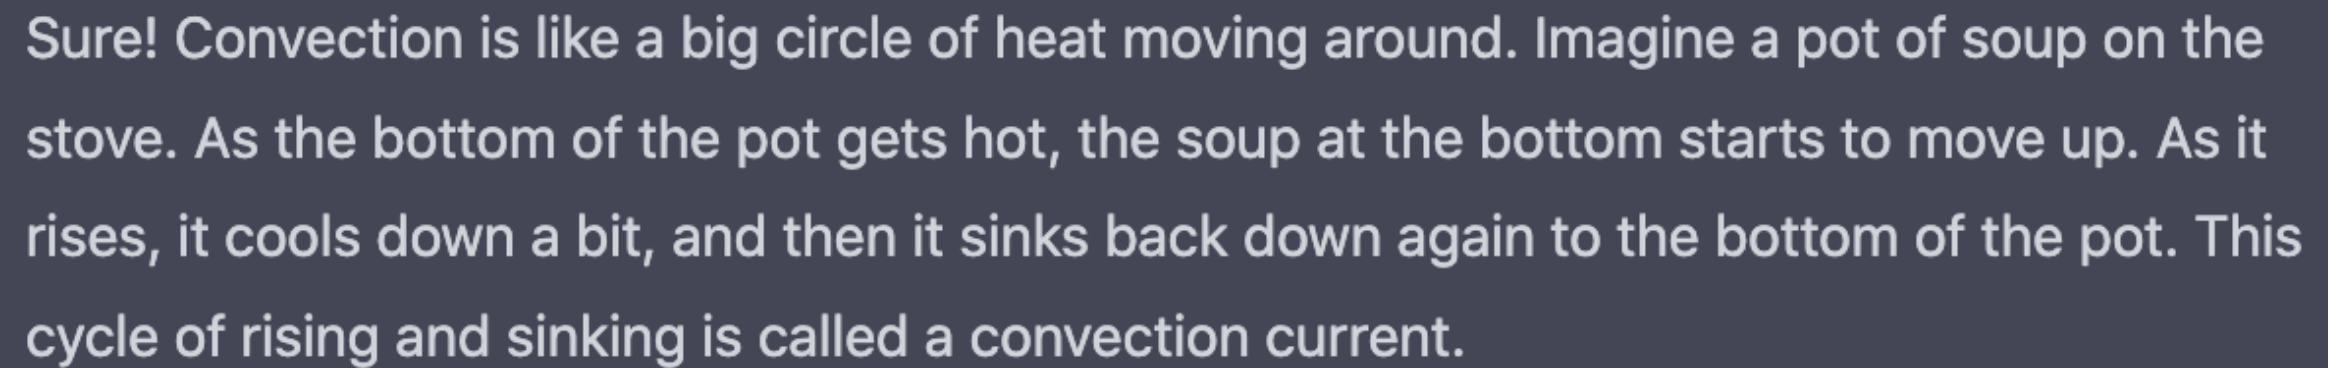 Sure! Convection is like a big circle of heat moving around. Imagine a pot of soup on the
stove. As the bottom of the pot gets hot, the soup at the bottom starts to move up. As it
rises, it cools down a bit, and then it sinks back down again to the bottom of the pot. This
cycle of rising and sinking is called a convection current.